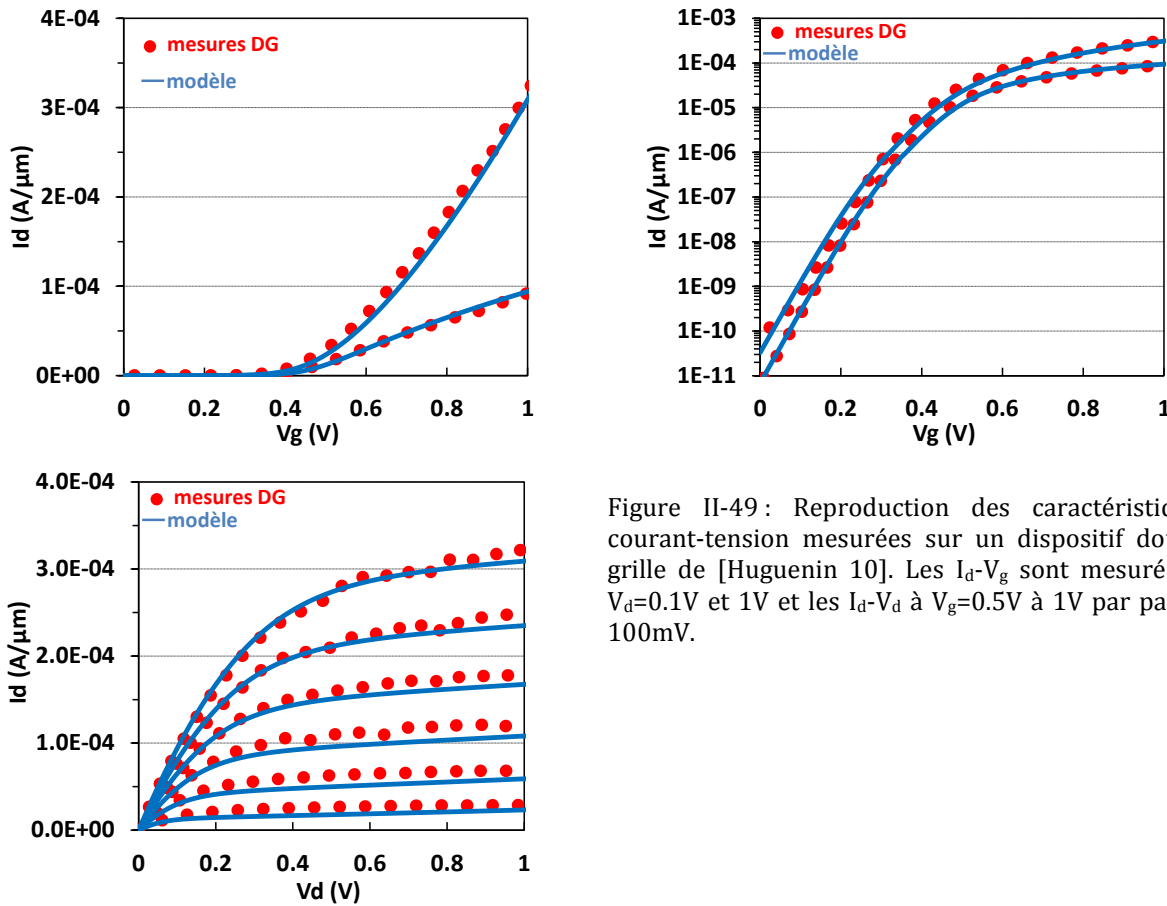 4E-04
3E-04
2E-04
1E-04
0E+00
Id (A/µm)
mesures DG
modèle
0
0.2
0.4
0.6
0.8
1
Vg (V)
1E-03
1E-04
1E-05
1E-06
1E-07
1E-08
1E-09
1E-10
1E-11
Id (A/µm)
mesures DG
modèle
0
0.2
0.4
0.6
0.8
1
Vg (V)
4.0E-04
3.0E-04
2.0E-04
1.0E-04
0.0E+00
Id (A/µm)
mesures DG
modèle
0
0.2
0.4
0.6
0.8
1
Vd (V)
Figure II-49 : Reproduction des caractéristic
courant-tension mesurées sur un dispositif dou
grille de [Huguenin 10]. Les Id-Vg sont mesuré
Vd=0.1V et 1V et les Id-Vd à Vg=0.5V à 1V par pa
100mV.